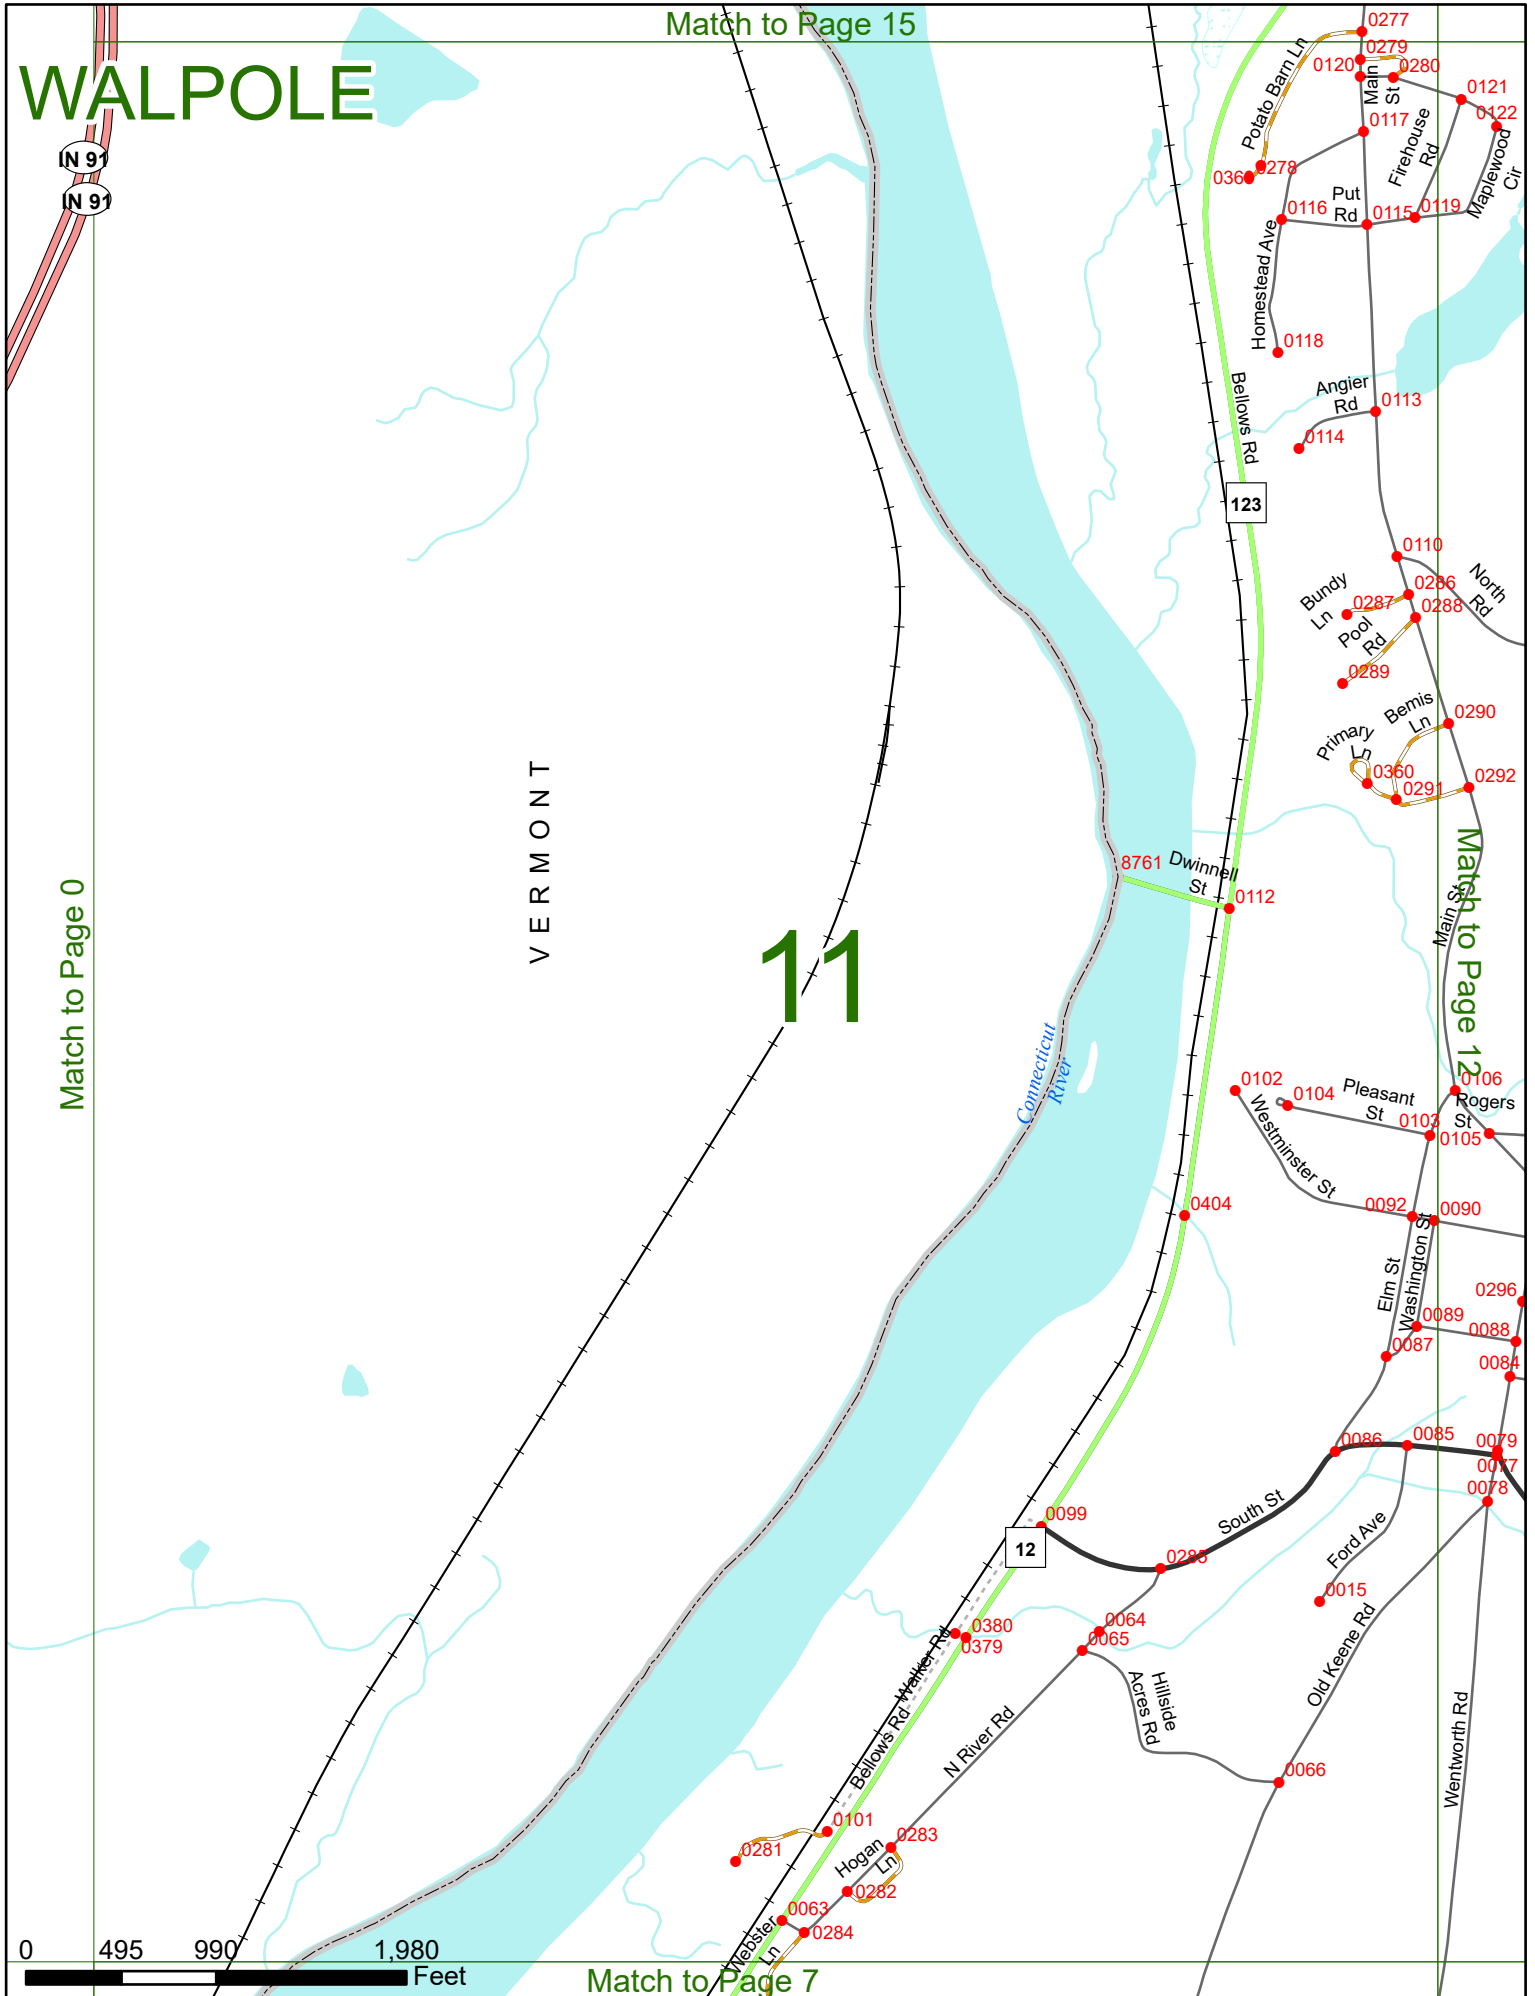 Match to Page 15
WALPOLE
IN 91
IN 91
0277
0279
0120
0280
Main
St
Potato Barn Ln
0121
0122
0117
Firehouse
Rd
Maplewood
Cir
0278
Put
Rd
0116
0115
0119
Homestead Ave
0118
Angier
Rd
0113
0114
Bellows Rd
123
0110
North
Rd
Bundy
Ln
0286
0287
0288
Pool
Rd
0289
Bemis
Ln
0290
Primary
Ln
0360
0291
0292
VERMONT
Match to Page 0
11
8761
Dwinnell
St
0112
Main St
Match to Page 12
Connecticut
River
0102
0104
Pleasant
St
0106
Rogers
St
0103
0105
Westminster St
0404
0092
0090
Elm St
Washington St
0296
0089
0088
0087
0084
0086
0085
0079
0077
0078
South St
0099
12
0285
Ford Ave
0015
Old Keene Rd
0064
0065
0380
0379
Walker Rd
Bellows Rd
N River Rd
Hillside
Acres Rd
0066
Wentworth Rd
0101
0281
0283
Hogan
Ln
0282
0063
0284
Webster
Ln
0 495 990 1,980
Feet
Match to Page 7